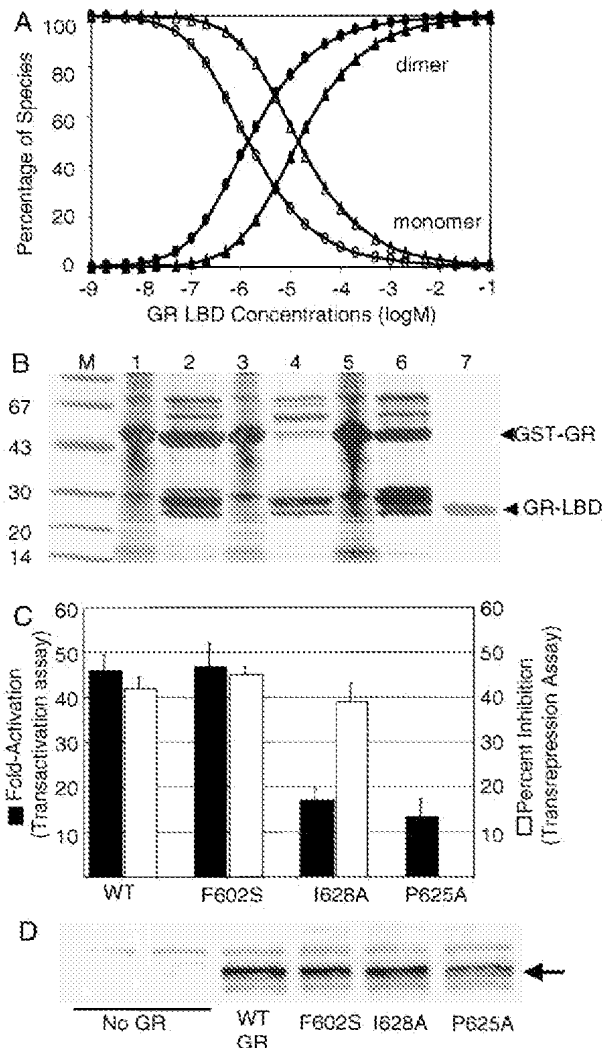 A
Percentage of Species
100
80
60
40
20
0
dimer
monomer
-9 -8 -7 -6 -5 -4 -3 -2 -1
GR LBD Concentrations (logM)
B
M 1 2 3 4 5 6 7
67
43
30
20
14
GST-GR
GR-LBD
C
Fold-Activation
(Transactivation assay)
60
50
40
30
20
10
60
50
40
30
20
10
Percent Inhibition
(Transrepression Assay)
WT F602S I628A P625A
D
No GR WT GR F602S I628A P625A